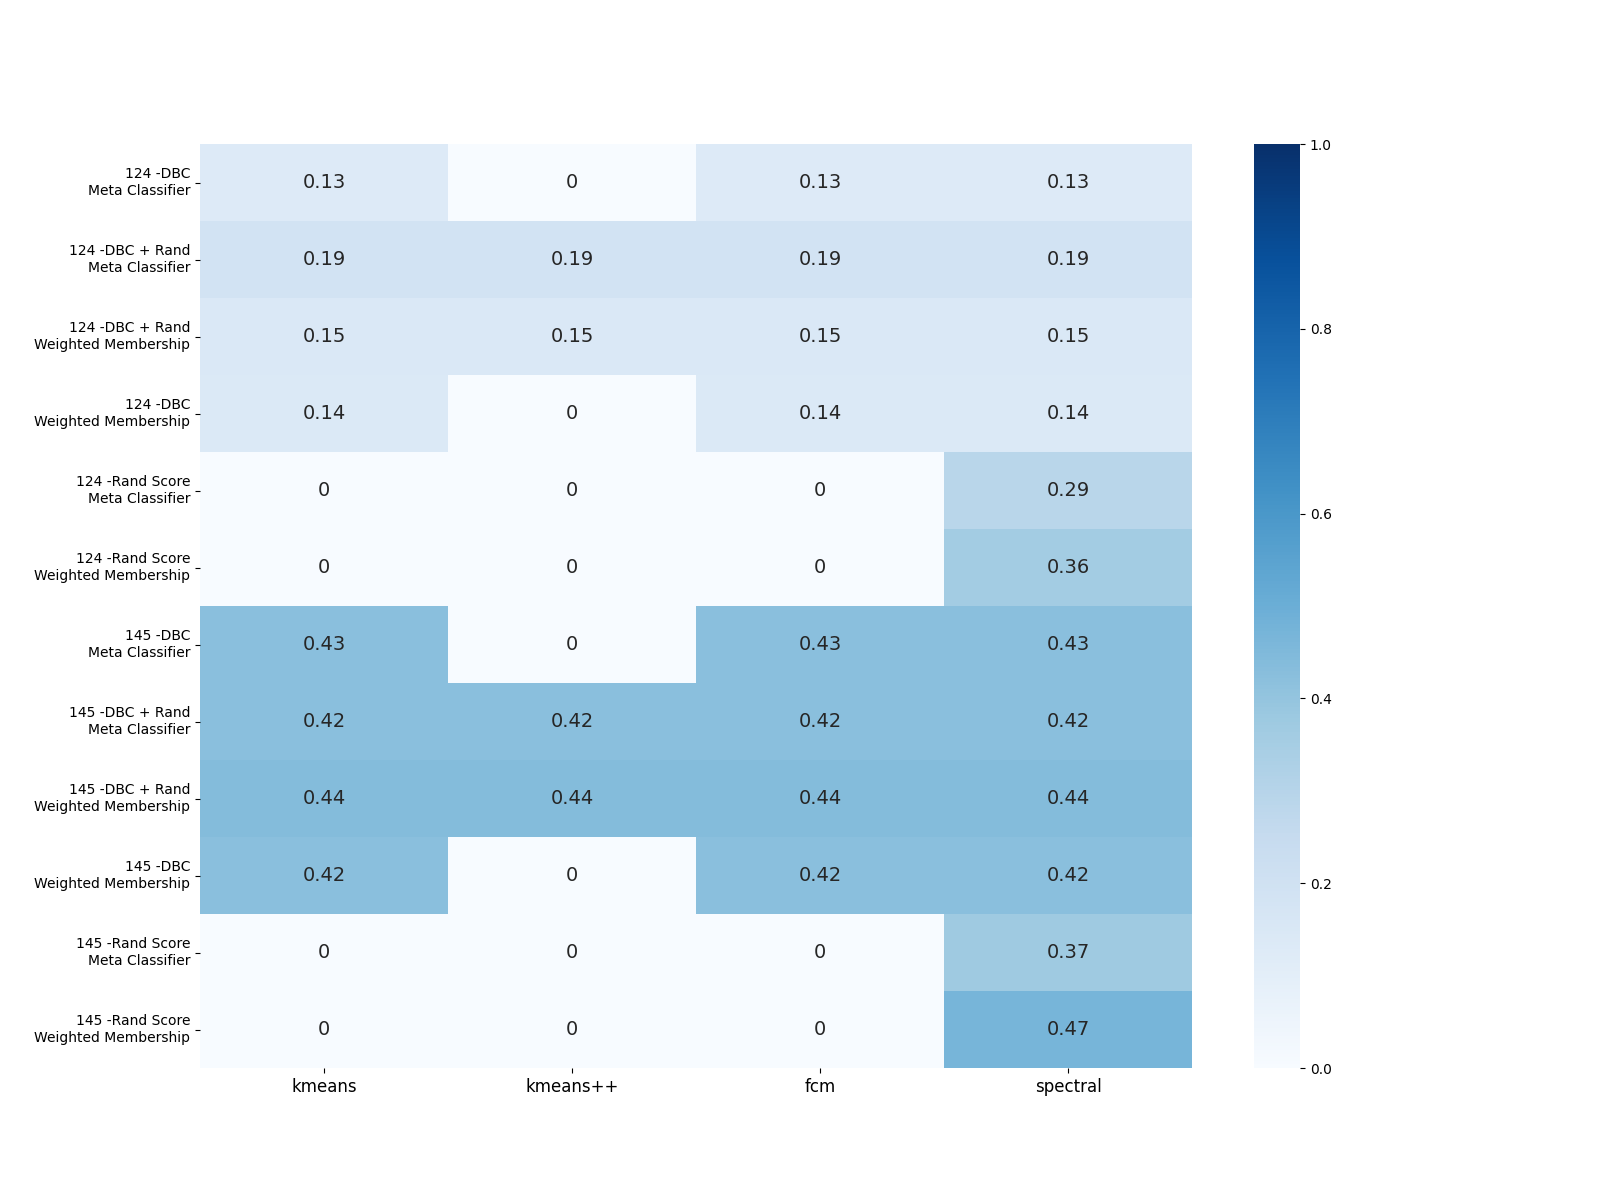 124 -DBC
Meta Classifier
0.13 0 0.13 0.13
124 -DBC + Rand
Meta Classifier
0.19 0.19 0.19 0.19
124 -DBC + Rand
Weighted Membership
0.15 0.15 0.15 0.15
124 -DBC
Weighted Membership
0.14 0 0.14 0.14
124 -Rand Score
Meta Classifier
0 0 0 0.29
124 -Rand Score
Weighted Membership
0 0 0 0.36
145 -DBC
Meta Classifier
0.43 0 0.43 0.43
145 -DBC + Rand
Meta Classifier
0.42 0.42 0.42 0.42
145 -DBC + Rand
Weighted Membership
0.44 0.44 0.44 0.44
145 -DBC
Weighted Membership
0.42 0 0.42 0.42
145 -Rand Score
Meta Classifier
0 0 0 0.37
145 -Rand Score
Weighted Membership
0 0 0 0.47
kmeans kmeans++ fcm spectral
1.0
0.8
0.6
0.4
0.2
0.0